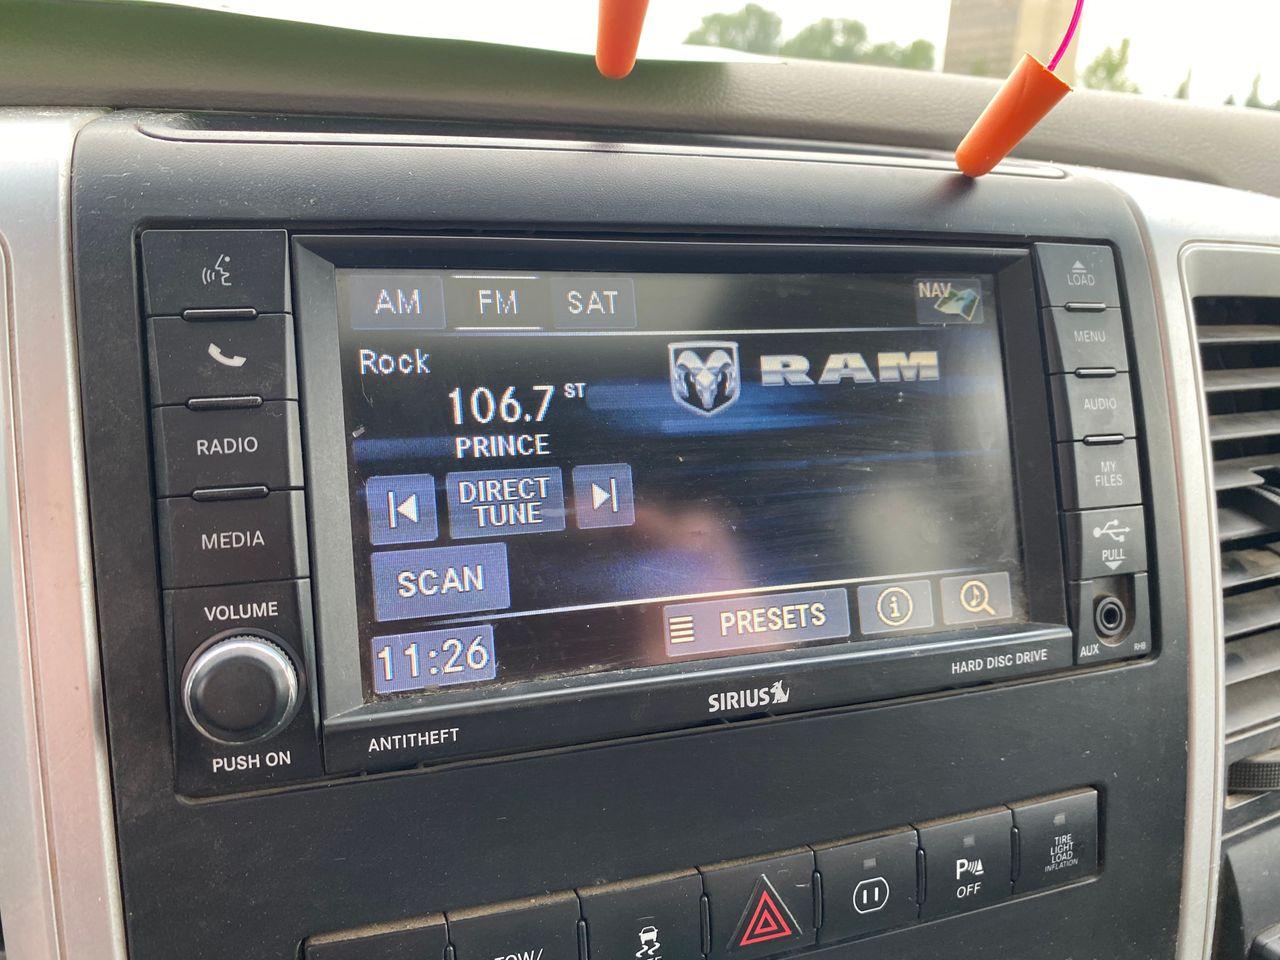 AM FM SAT NAV
Rock
RAM
106.7 ST
PRINCE
DIRECT
TUNE
SCAN
11:26
PRESETS
RADIO
MEDIA
VOLUME
PUSH ON
ANTITHEFT
SIRIUS
HARD DISC DRIVE
LOAD
MENU
AUDIO
MY
FILES
PULL
AUX
RHB
TOW/
P
OFF
TIRE
LIGHT
LOAD
INFLATION